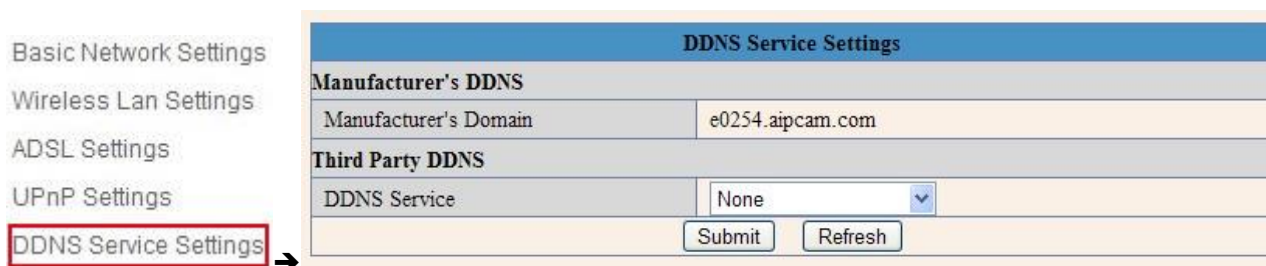 Basic Network Settings
Wireless Lan Settings
ADSL Settings
UPnP Settings
DDNS Service Settings
➔
DDNS Service Settings
Manufacturer's DDNS
Manufacturer's Domain e0254.aipcam.com
Third Party DDNS
DDNS Service None
Submit Refresh